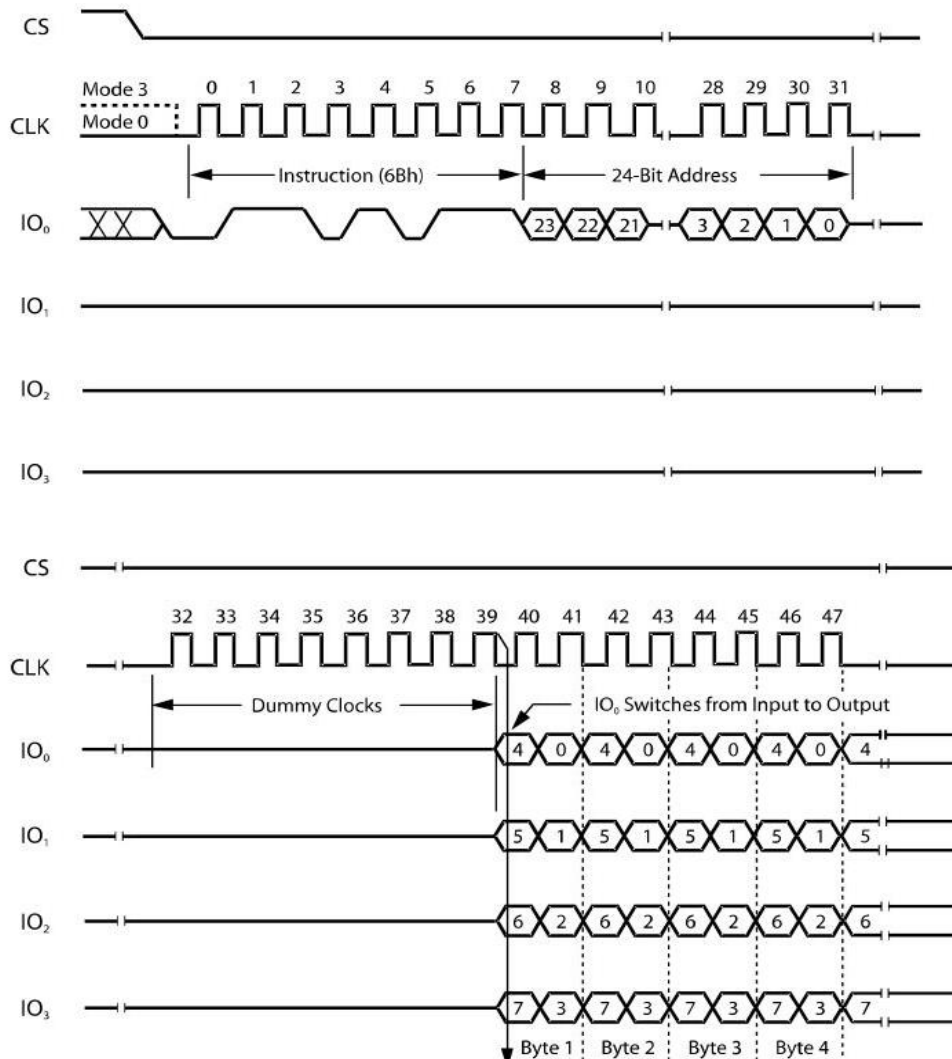 CS
Mode 3
0 1 2 3 4 5 6 7 8 9 10 28 29 30 31
Mode 0
CLK
Instruction (6Bh) 24-Bit Address
IO₀ 23 22 21 3 2 1 0
IO₁
IO₂
IO₃
CS
32 33 34 35 36 37 38 39 40 41 42 43 44 45 46 47
CLK
Dummy Clocks IO₀ Switches from Input to Output
IO₀ 4 0 4 0 4 0 4 0 4
IO₁ 5 1 5 1 5 1 5 1 5
IO₂ 6 2 6 2 6 2 6 2 6
IO₃ 7 3 7 3 7 3 7 3 7
Byte 1 Byte 2 Byte 3 Byte 4